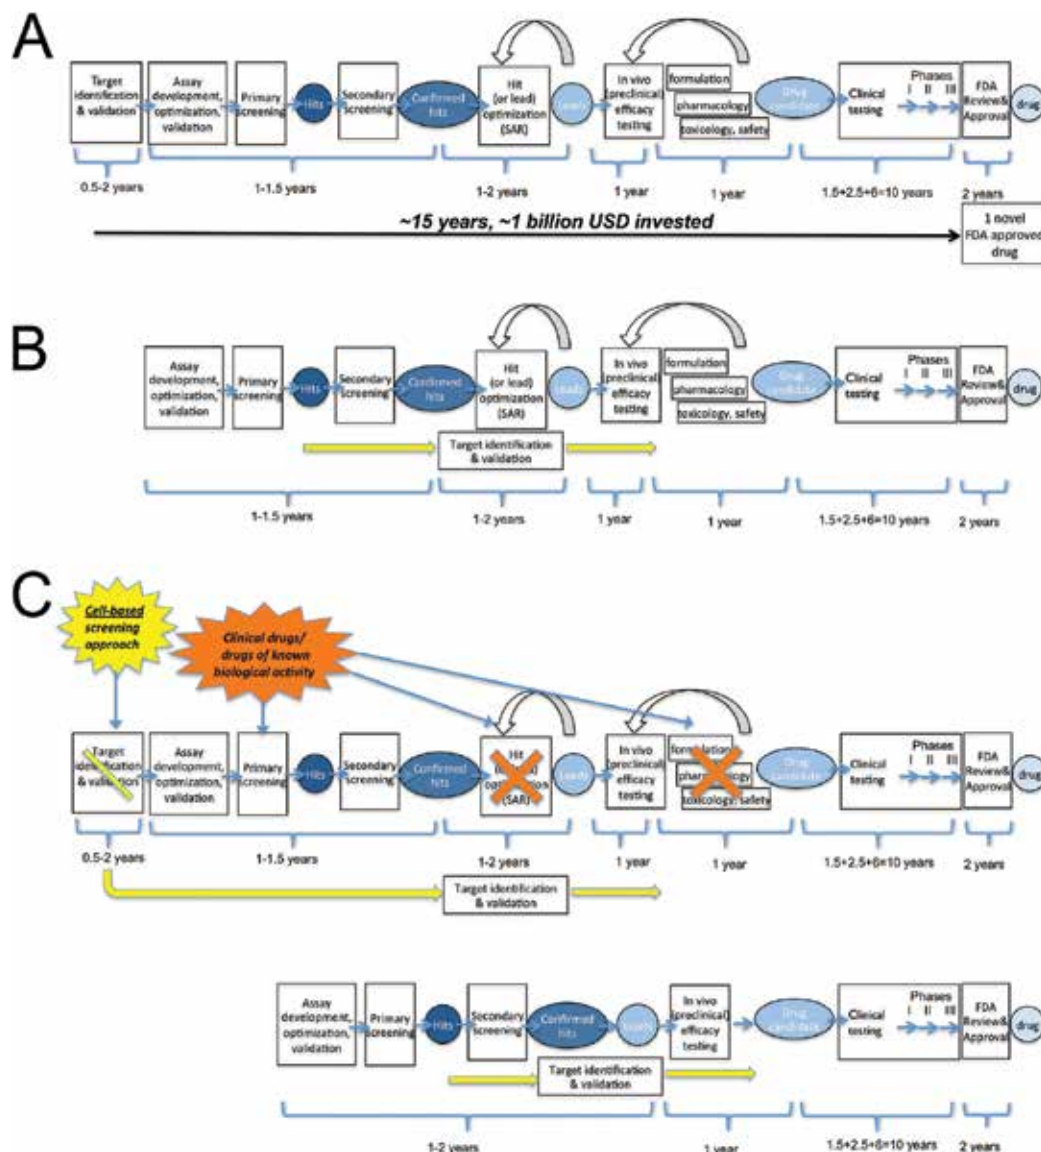 A
Target
identification
& validation
Assay
development,
optimization,
validation
Primary
screening
Hits
Secondary
screening
Confirmed
hits
Hit
(or lead)
optimization
(SAR)
Leads
In vivo
(preclinical)
efficacy
testing
formulation
pharmacology
toxicology, safety
Drug
candidate
Clinical
testing
Phases
I II III
FDA
Review&
Approval
drug
0.5-2 years
1-1.5 years
1-2 years
1 year
1 year
1.5+2.5+6=10 years
2 years
~15 years, ~1 billion USD invested
1 novel
FDA approved
drug
B
Assay
development,
optimization,
validation
Primary
screening
Hits
Secondary
screening
Confirmed
hits
Hit
(or lead)
optimization
(SAR)
Leads
In vivo
(preclinical)
efficacy
testing
formulation
pharmacology
toxicology, safety
Drug
candidate
Clinical
testing
Phases
I II III
FDA
Review&
Approval
drug
Target identification
& validation
1-1.5 years
1-2 years
1 year
1 year
1.5+2.5+6=10 years
2 years
C
Cell-based
screening
approach
Clinical drugs/
drugs of known
biological activity
Target
identification
& validation
Assay
development,
optimization,
validation
Primary
screening
Hits
Secondary
screening
Confirmed
hits
Hit
(or lead)
optimization
(SAR)
Leads
In vivo
(preclinical)
efficacy
testing
formulation
pharmacology
toxicology, safety
Drug
candidate
Clinical
testing
Phases
I II III
FDA
Review&
Approval
drug
0.5-2 years
1-1.5 years
1-2 years
1 year
1 year
1.5+2.5+6=10 years
2 years
Target identification
& validation
Assay
development,
optimization,
validation
Primary
screening
Hits
Secondary
screening
Confirmed
hits
Leads
In vivo
(preclinical)
efficacy
testing
Drug
candidate
Clinical
testing
Phases
I II III
FDA
Review&
Approval
drug
Target identification
& validation
1-2 years
1 year
1.5+2.5+6=10 years
2 years